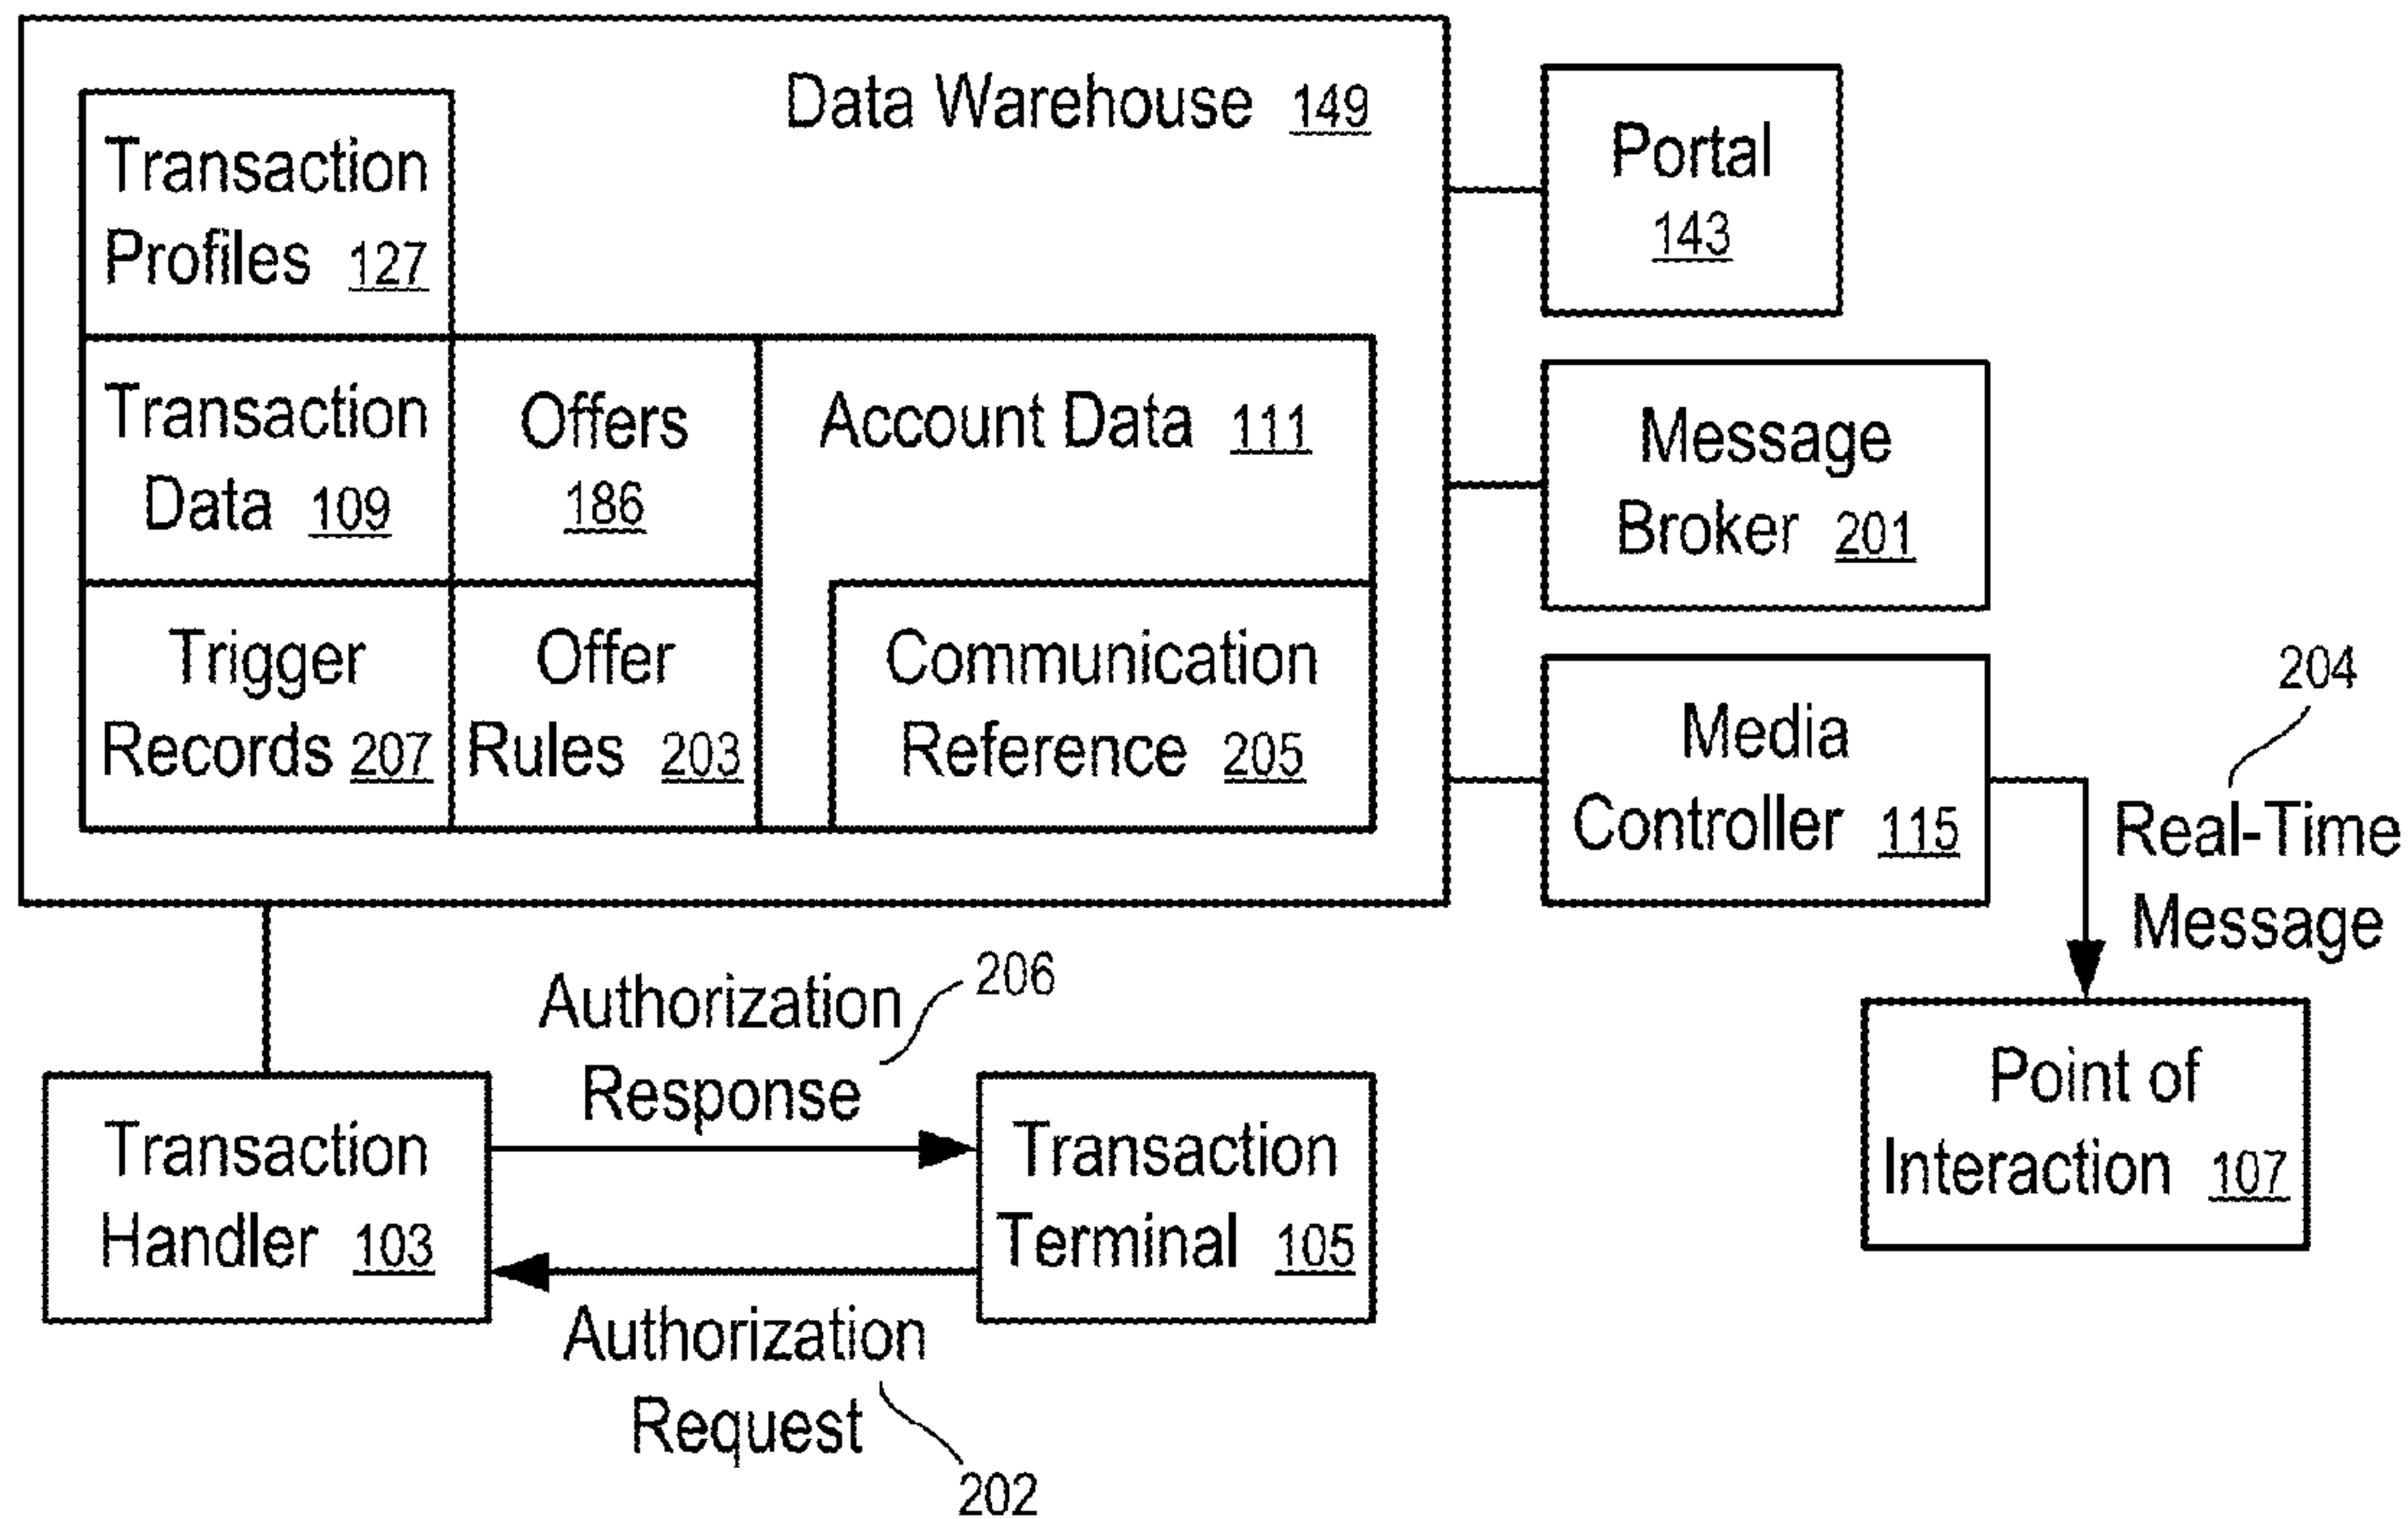 Data Warehouse 149
Transaction
Profiles 127
Transaction
Data 109
Offers
186
Account Data 111
Trigger
Records 207
Offer
Rules 203
Communication
Reference 205
Portal
143
Message
Broker 201
Media
Controller 115
204
Real-Time
Message
Point of
Interaction 107
Authorization
Response
206
Transaction
Handler 103
Transaction
Terminal 105
Authorization
Request
202